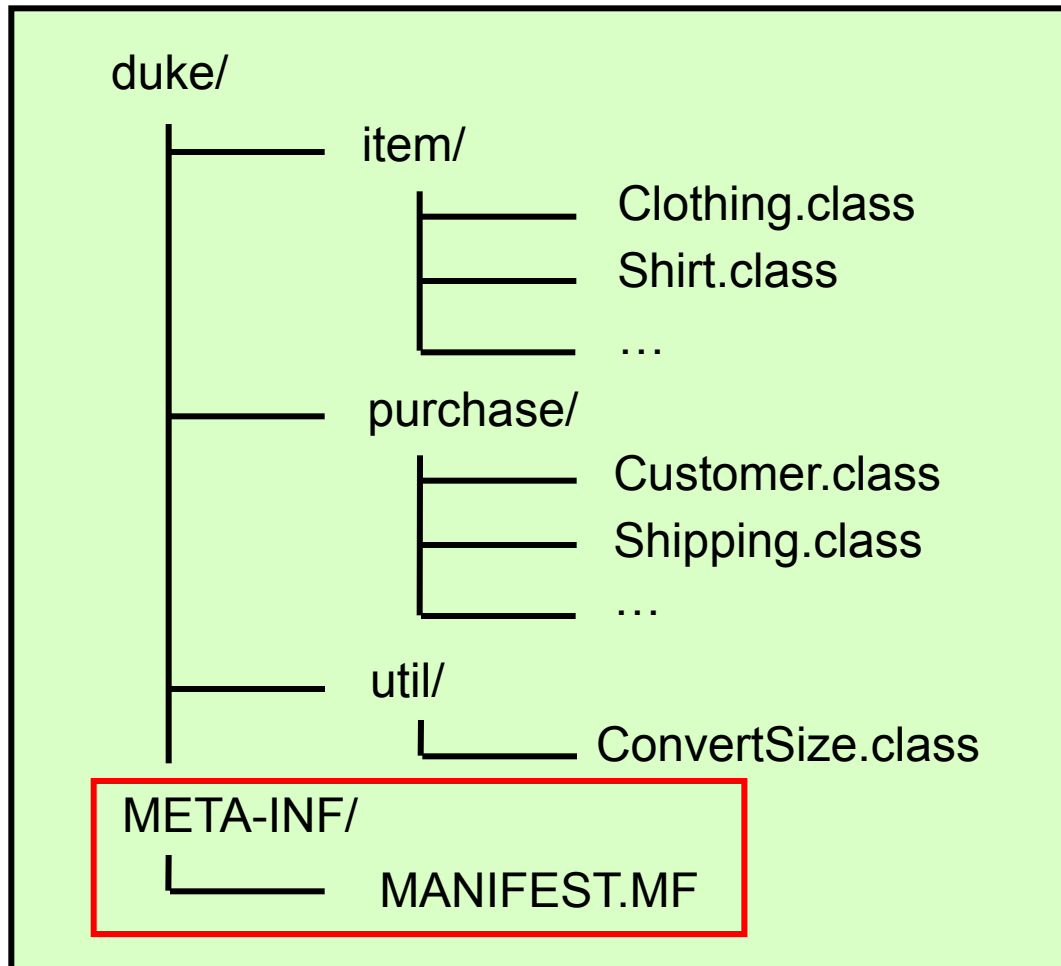 duke/
item/
Clothing.class
Shirt.class
…
purchase/
Customer.class
Shipping.class
…
util/
ConvertSize.class
META-INF/
MANIFEST.MF